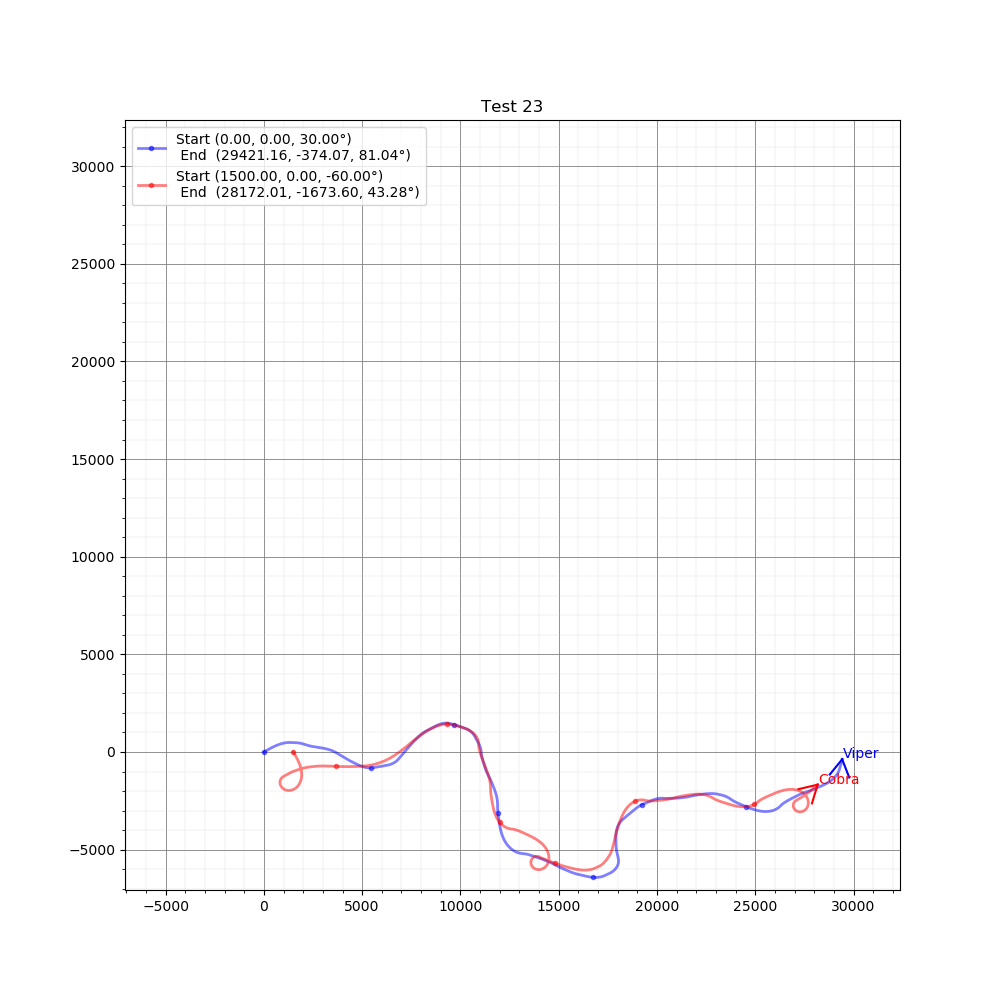 Test 23
Start (0.00, 0.00, 30.00°)
End  (29421.16, -374.07, 81.04°)
Start (1500.00, 0.00, -60.00°)
End  (28172.01, -1673.60, 43.28°)
30000
25000
20000
15000
10000
5000
0
−5000
Viper
Cobra
−5000 0 5000 10000 15000 20000 25000 30000